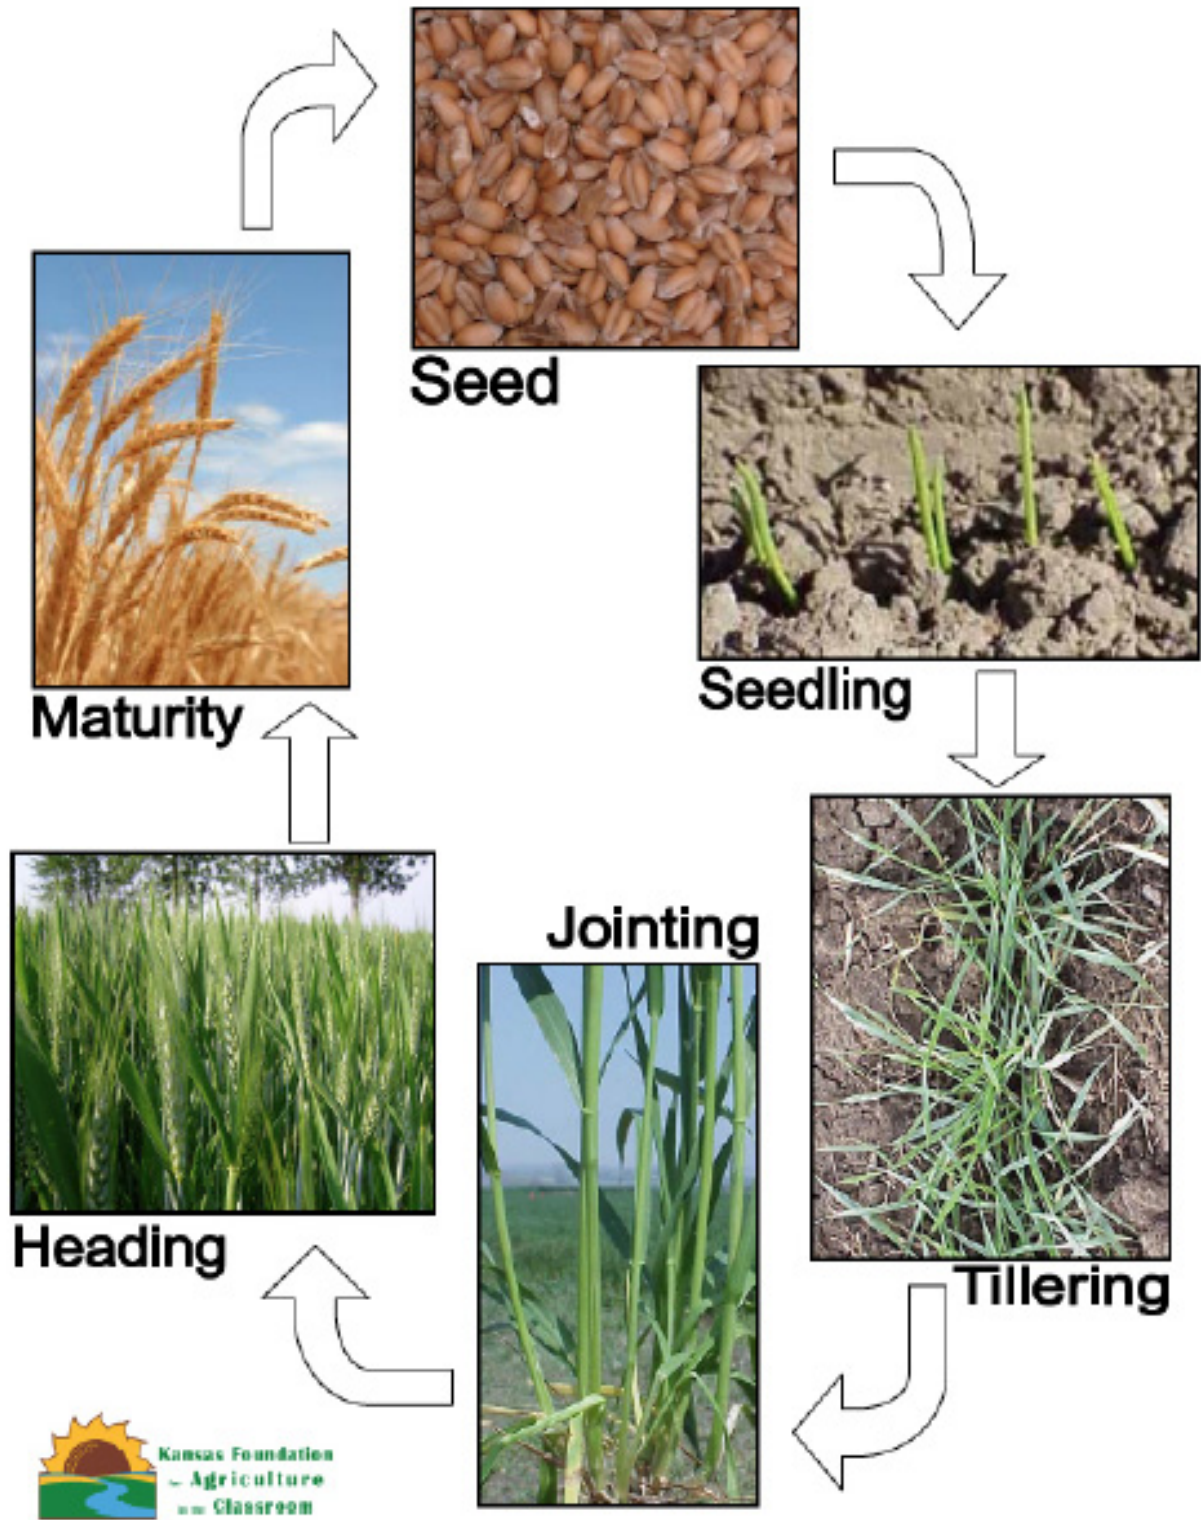 Seed
Seedling
Maturity
Jointing
Heading
Tillering
Kansas Foundation
Agriculture
Classroom